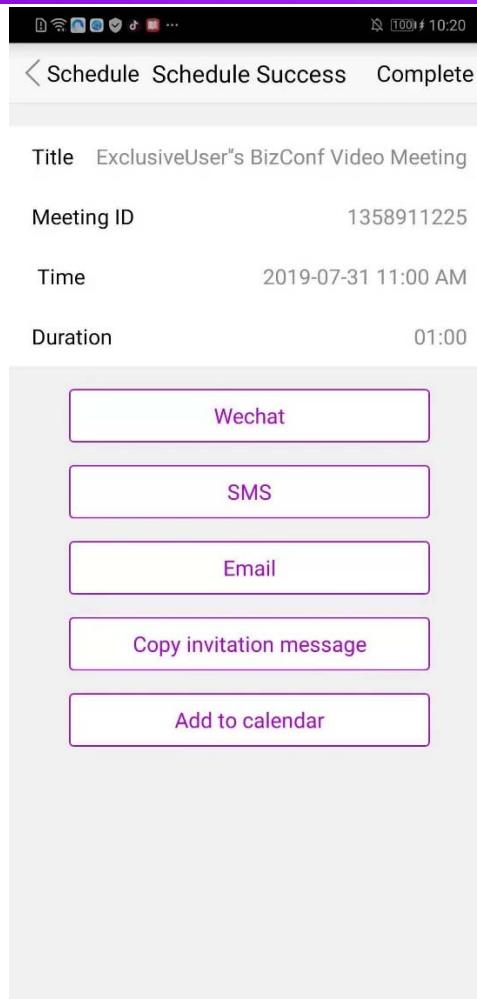 100 10:20
Schedule Schedule Success Complete
Title ExclusiveUser"s BizConf Video Meeting
Meeting ID 1358911225
Time 2019-07-31 11:00 AM
Duration 01:00
Wechat
SMS
Email
Copy invitation message
Add to calendar